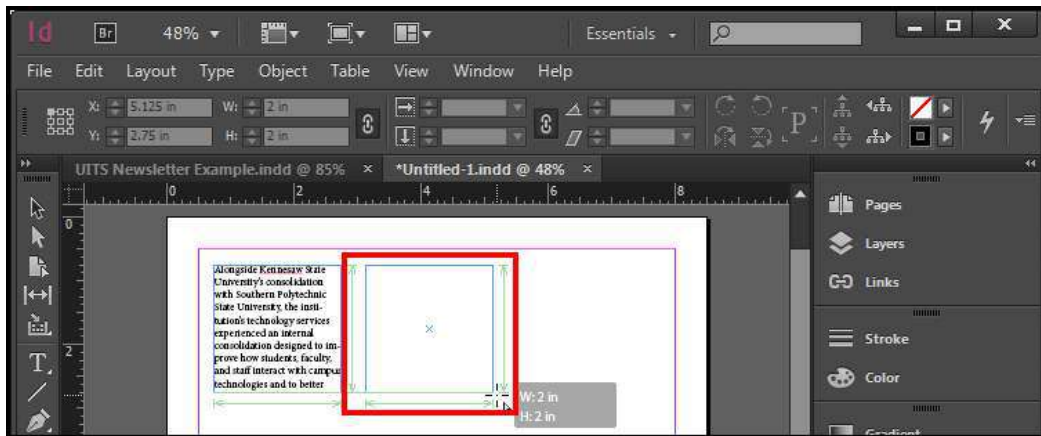 Id Br 48% Essentials
File Edit Layout Type Object Table View Window Help
X: 5.125 in W: 2 in
Y: 2.75 in H: 2 in
P
UITS Newsletter Example.indd @ 85% × *Untitled-1.indd @ 48% ×
0 2 4 6 8
0
2
Alongside Kennesaw State
University's consolidation
with Southern Polytechnic
State University, the insti-
tution's technology services
experienced an internal
consolidation designed to im-
prove how students, faculty,
and staff interact with campus
technologies and to better
W: 2 in
H: 2 in
Pages
Layers
Links
Stroke
Color
Gradient